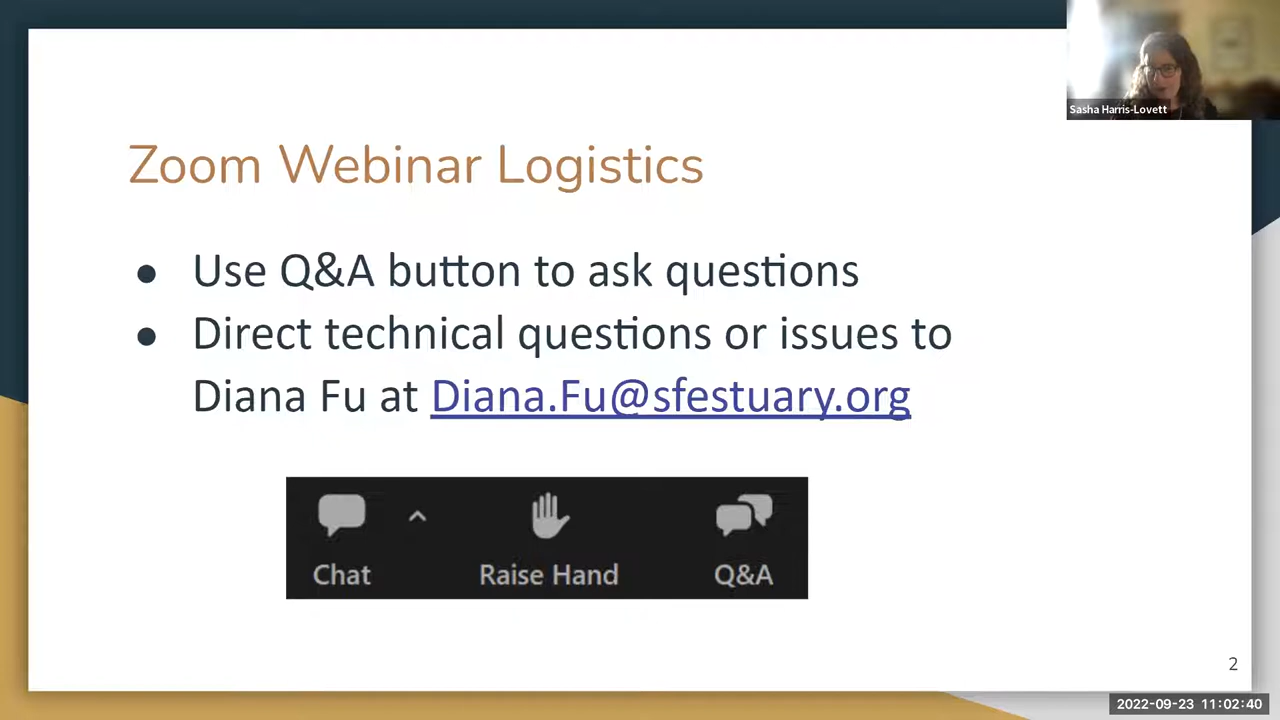 Sasha Harris-Lovett
Zoom Webinar Logistics
● Use Q&A button to ask questions
● Direct technical questions or issues to
Diana Fu at Diana.Fu@sfestuary.org
Chat
Raise Hand
Q&A
2
2022-09-23 11:02:40